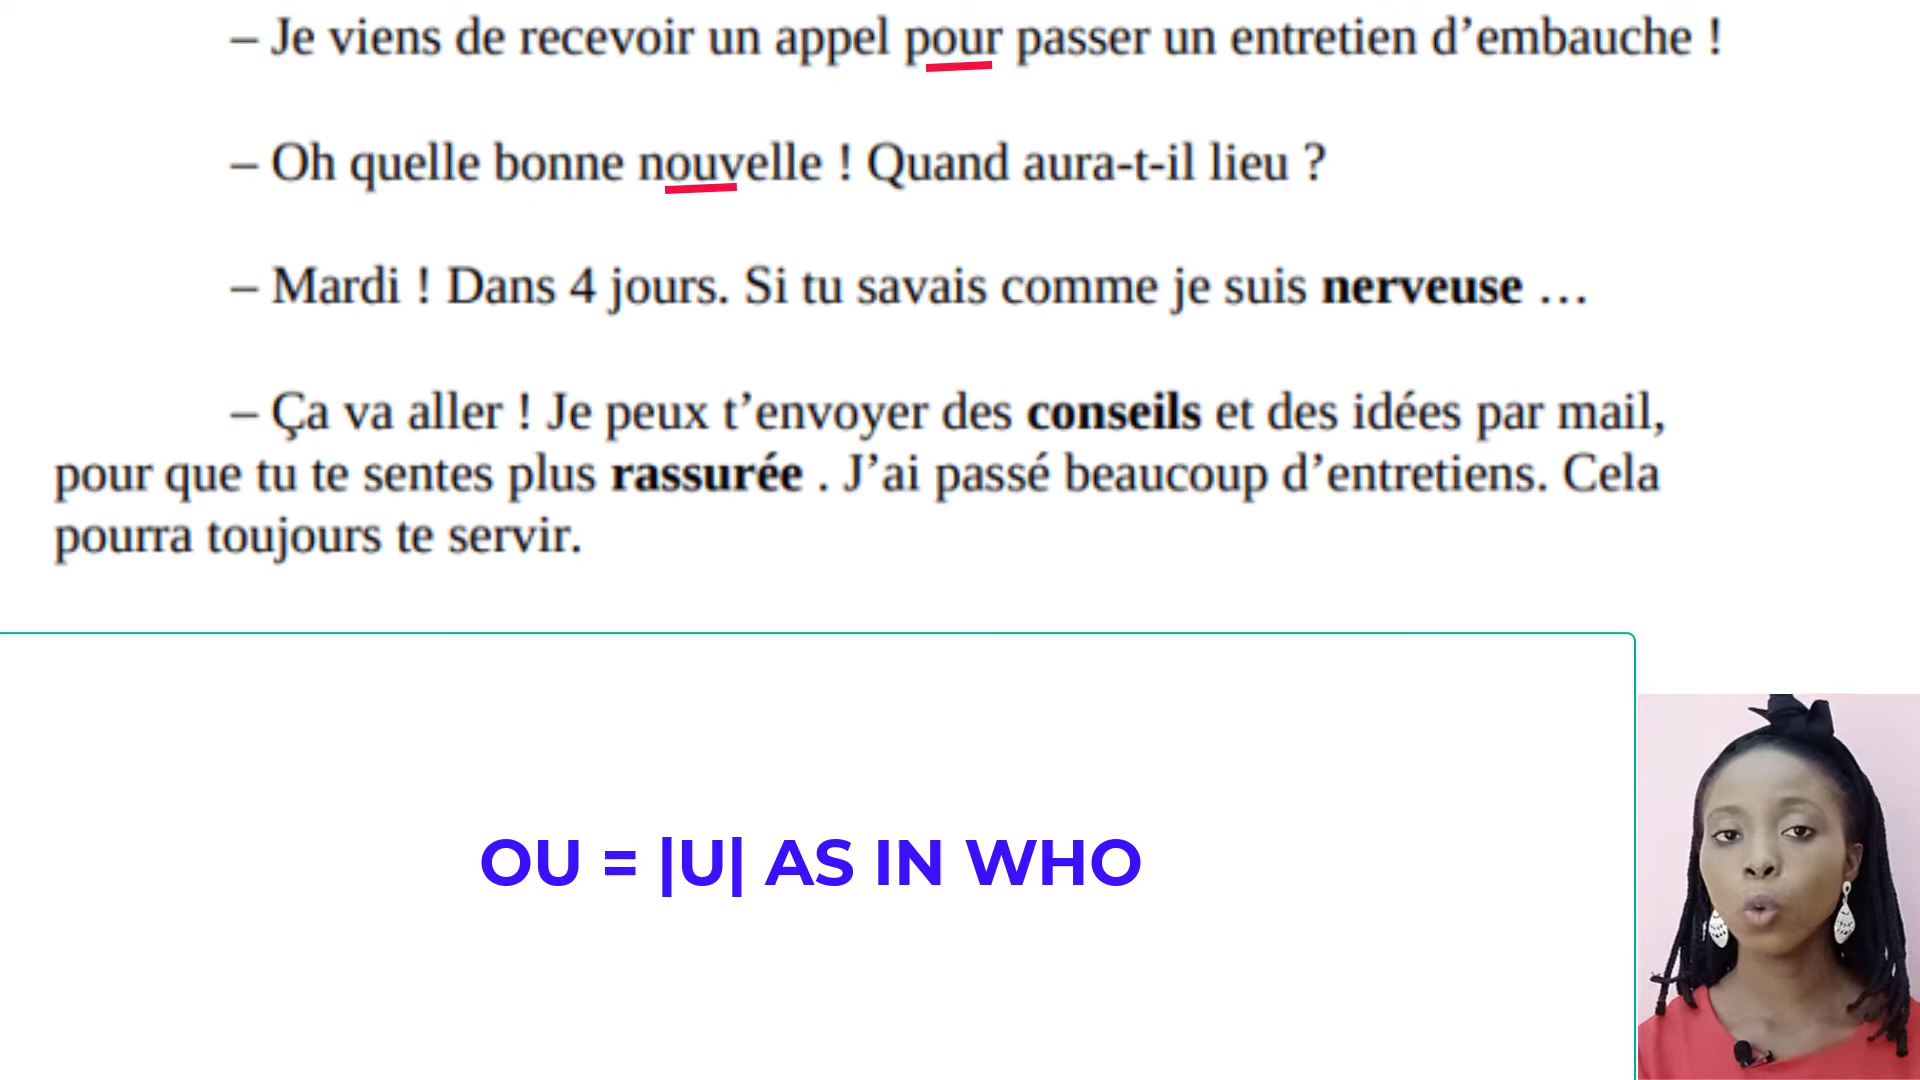 – Je viens de recevoir un appel pour passer un entretien d’embauche !
– Oh quelle bonne nouvelle ! Quand aura-t-il lieu ?
– Mardi ! Dans 4 jours. Si tu savais comme je suis nerveuse …
– Ça va aller ! Je peux t’envoyer des conseils et des idées par mail,
pour que tu te sentes plus rassurée . J’ai passé beaucoup d’entretiens. Cela
pourra toujours te servir.
OU = |U| AS IN WHO